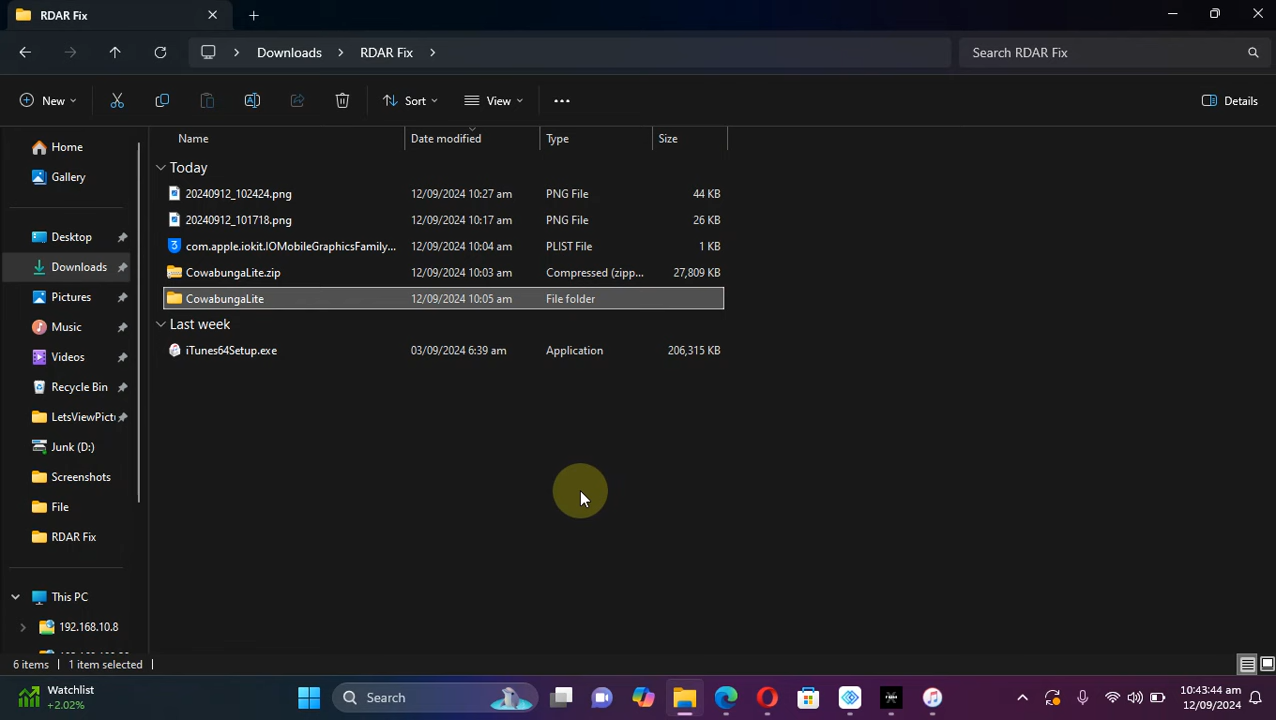 RDAR Fix
Downloads
RDAR Fix
Search RDAR Fix
New
Sort
View
Details
Name
Date modified
Type
Size
Today
20240912_102424.png
12/09/2024 10:27 am
PNG File
44 KB
20240912_101718.png
12/09/2024 10:17 am
PNG File
26 KB
com.apple.iokit.IOMobileGraphicsFamily...
12/09/2024 10:04 am
PLIST File
1 KB
CowabungaLite.zip
12/09/2024 10:03 am
Compressed (zipp...
27,809 KB
CowabungaLite
12/09/2024 10:05 am
File folder
Last week
iTunes64Setup.exe
03/09/2024 6:39 am
Application
206,315 KB
Home
Gallery
Desktop
Downloads
Pictures
Music
Videos
Recycle Bin
LetsViewPict
Junk (D:)
Screenshots
File
RDAR Fix
This PC
192.168.10.8
6 items
1 item selected
Watchlist
+2.02%
Search
10:43:44 am
12/09/2024